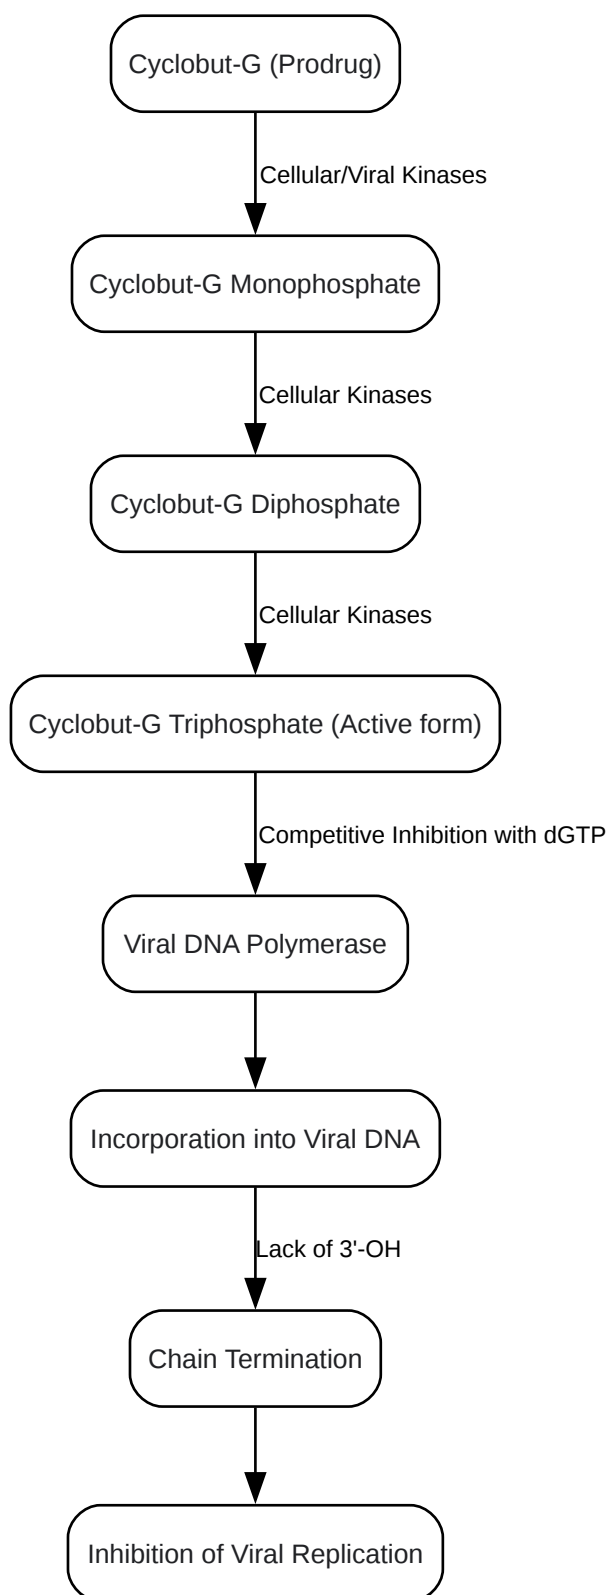 Cyclobut-G (Prodrug)
Cellular/Viral Kinases
Cyclobut-G Monophosphate
Cellular Kinases
Cyclobut-G Diphosphate
Cellular Kinases
Cyclobut-G Triphosphate (Active form)
Competitive Inhibition with dGTP
Viral DNA Polymerase
Incorporation into Viral DNA
Lack of 3'-OH
Chain Termination
Inhibition of Viral Replication